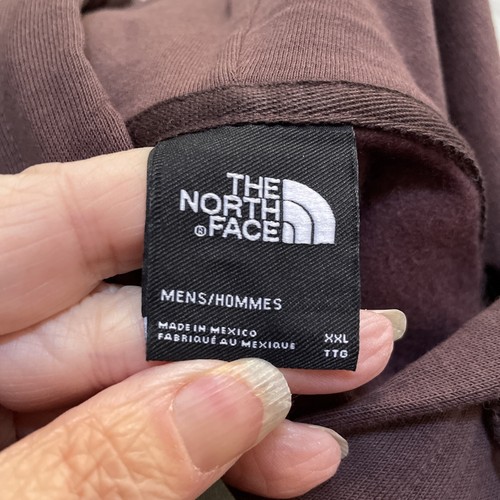 THE
NORTH
® FACE
MENS/HOMMES
MADE IN MEXICO
FABRIQUÉ AU MEXIQUE
XXL
TTG